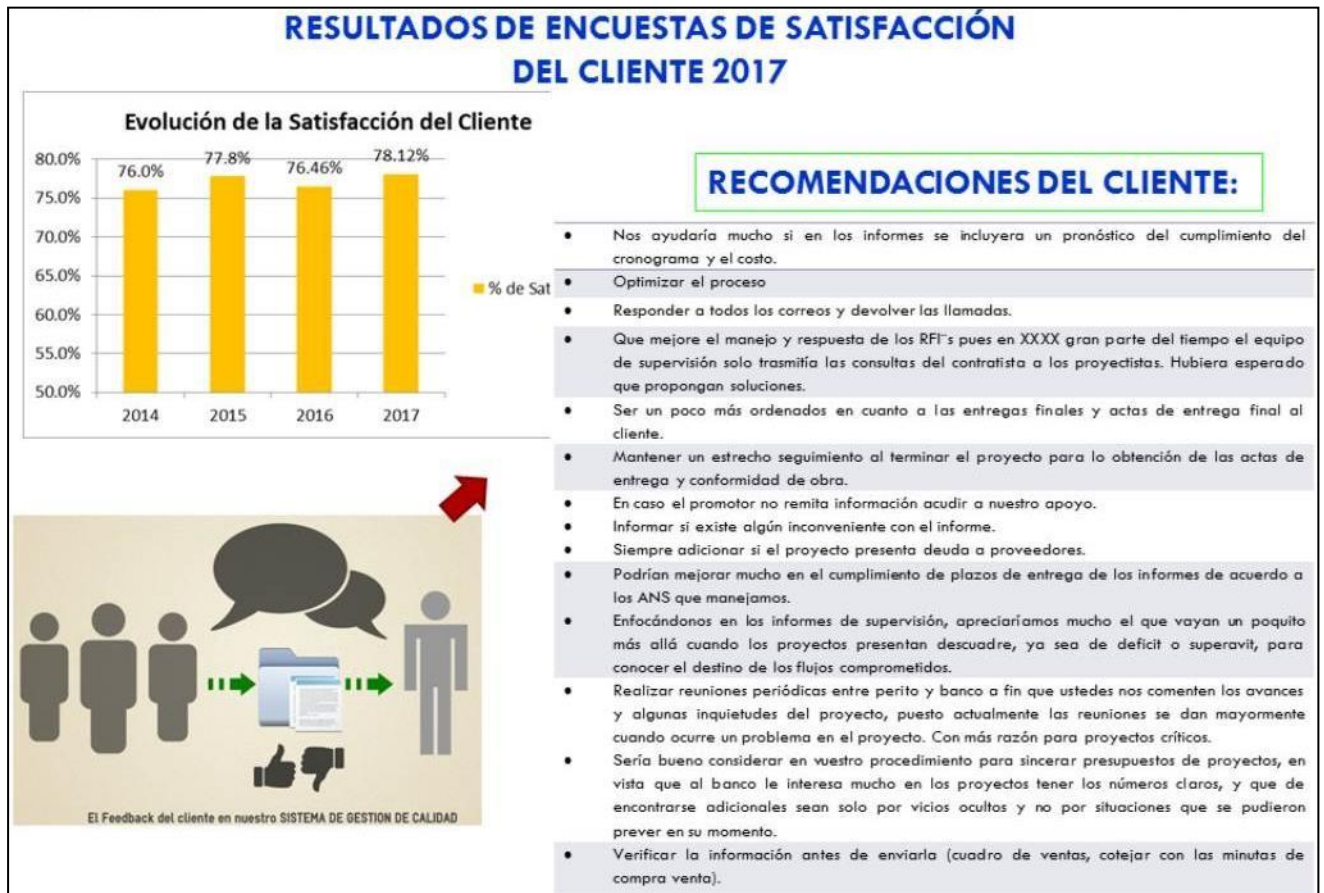 RESULTADOS DE ENCUESTAS DE SATISFACCIÓN
DEL CLIENTE 2017
Evolución de la Satisfacción del Cliente
80.0%
75.0%
70.0%
65.0%
60.0%
55.0%
50.0%
76.0%
77.8%
76.46%
78.12%
2014
2015
2016
2017
% de Sat
El Feedback del cliente en nuestro SISTEMA DE GESTION DE CALIDAD
RECOMENDACIONES DEL CLIENTE:
• Nos ayudaría mucho si en los informes se incluyera un pronóstico del cumplimiento del
cronograma y el costo.
• Optimizar el proceso
• Responder a todos los correos y devolver las llamadas.
• Que mejore el manejo y respuesta de los RFI¨s pues en XXXX gran parte del tiempo el equipo
de supervisión solo trasmitía las consultas del contratista a los proyectistas. Hubiera esperado
que propongan soluciones.
• Ser un poco más ordenados en cuanto a las entregas finales y actas de entrega final al
cliente.
• Mantener un estrecho seguimiento al terminar el proyecto para lo obtención de las actas de
entrega y conformidad de obra.
• En caso el promotor no remita información acudir a nuestro apoyo.
• Informar si existe algún inconveniente con el informe.
• Siempre adicionar si el proyecto presenta deuda a proveedores.
• Podrían mejorar mucho en el cumplimiento de plazos de entrega de los informes de acuerdo a
los ANS que manejamos.
• Enfocándonos en los informes de supervisión, apreciaríamos mucho el que vayan un poquito
más allá cuando los proyectos presentan descuadre, ya sea de deficit o superavit, para
conocer el destino de los flujos comprometidos.
• Realizar reuniones periódicas entre perito y banco a fin que ustedes nos comenten los avances
y algunas inquietudes del proyecto, puesto actualmente las reuniones se dan mayormente
cuando ocurre un problema en el proyecto. Con más razón para proyectos críticos.
• Sería bueno considerar en vuestro procedimiento para sincerar presupuestos de proyectos, en
vista que al banco le interesa mucho en los proyectos tener los números claros, y que de
encontrarse adicionales sean solo por vicios ocultos y no por situaciones que se pudieron
prever en su momento.
• Verificar la información antes de enviarla (cuadro de ventas, cotejar con las minutas de
compra venta).